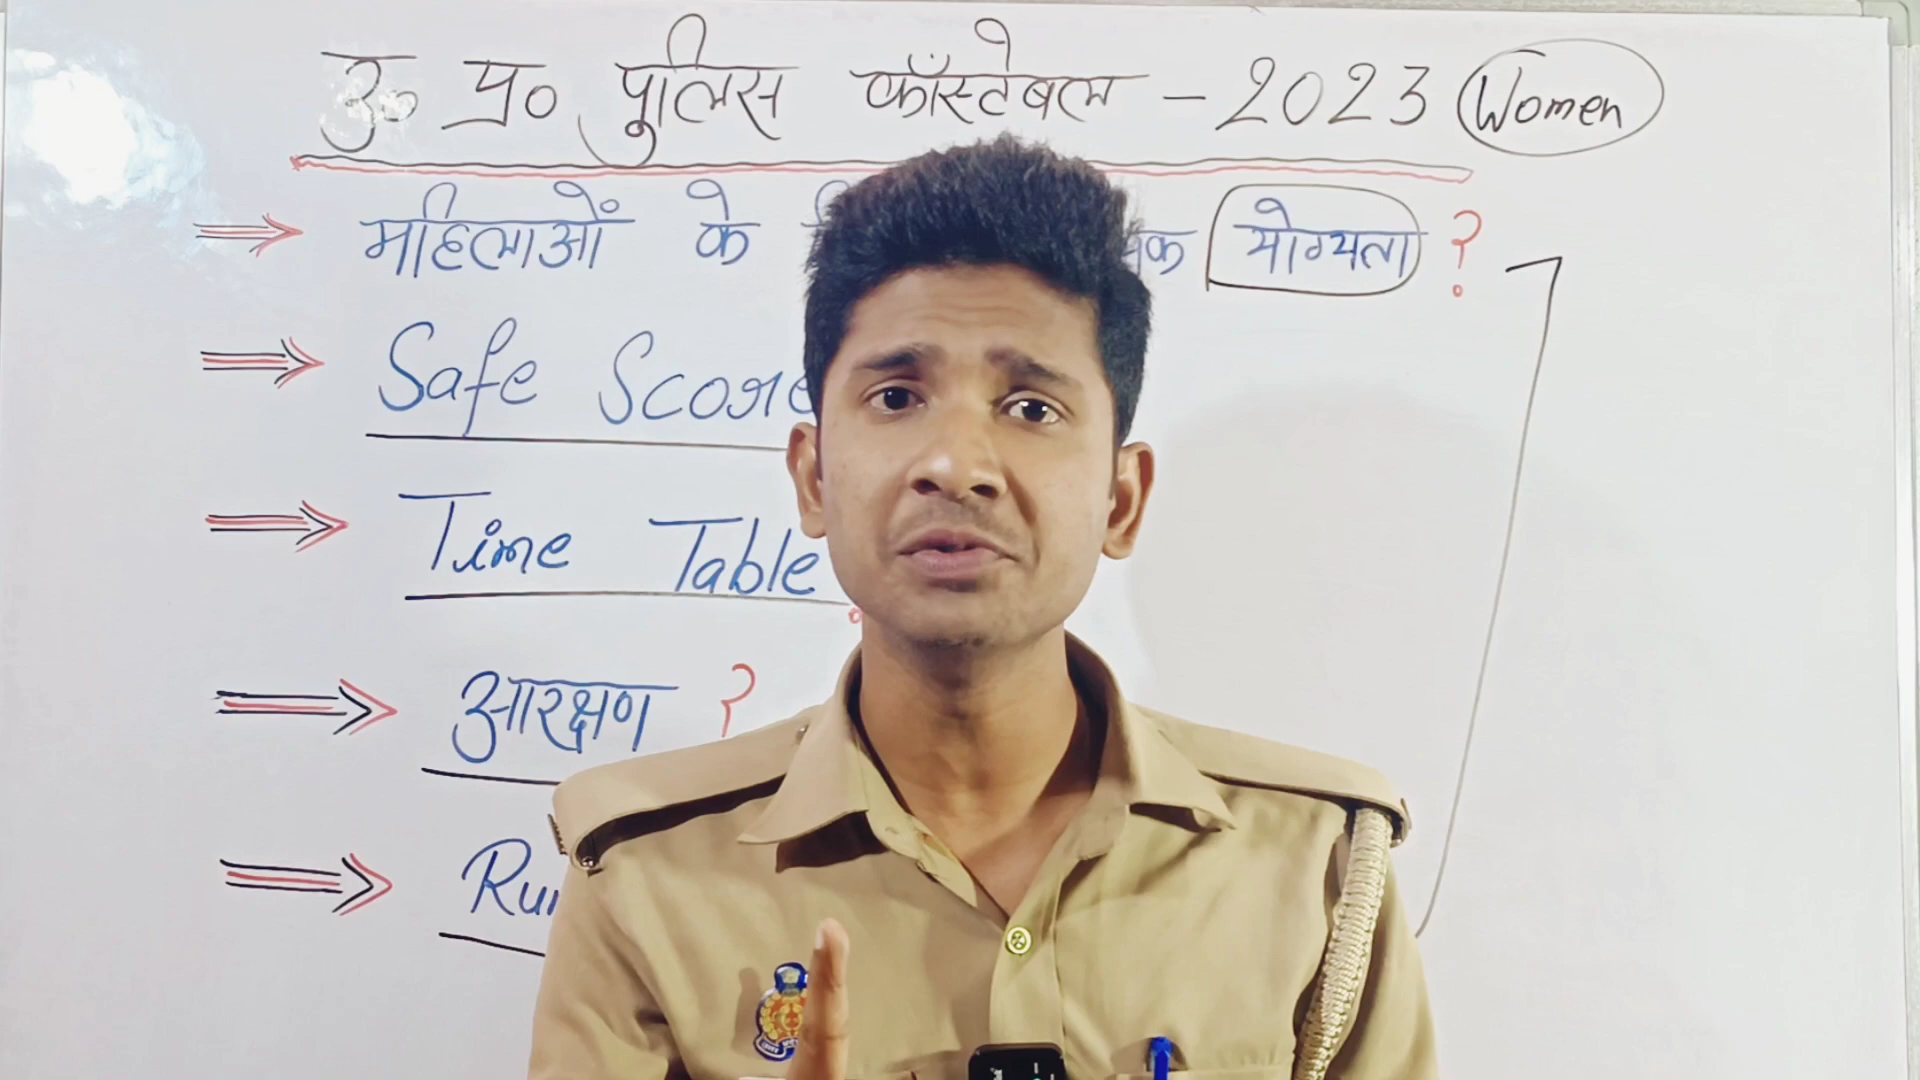 उ० प्र० पुलिस कॉंस्टेबल - 2023 Women
महिलाओं के योग्यता ?
Safe Score
Time Table
आरक्षण ?